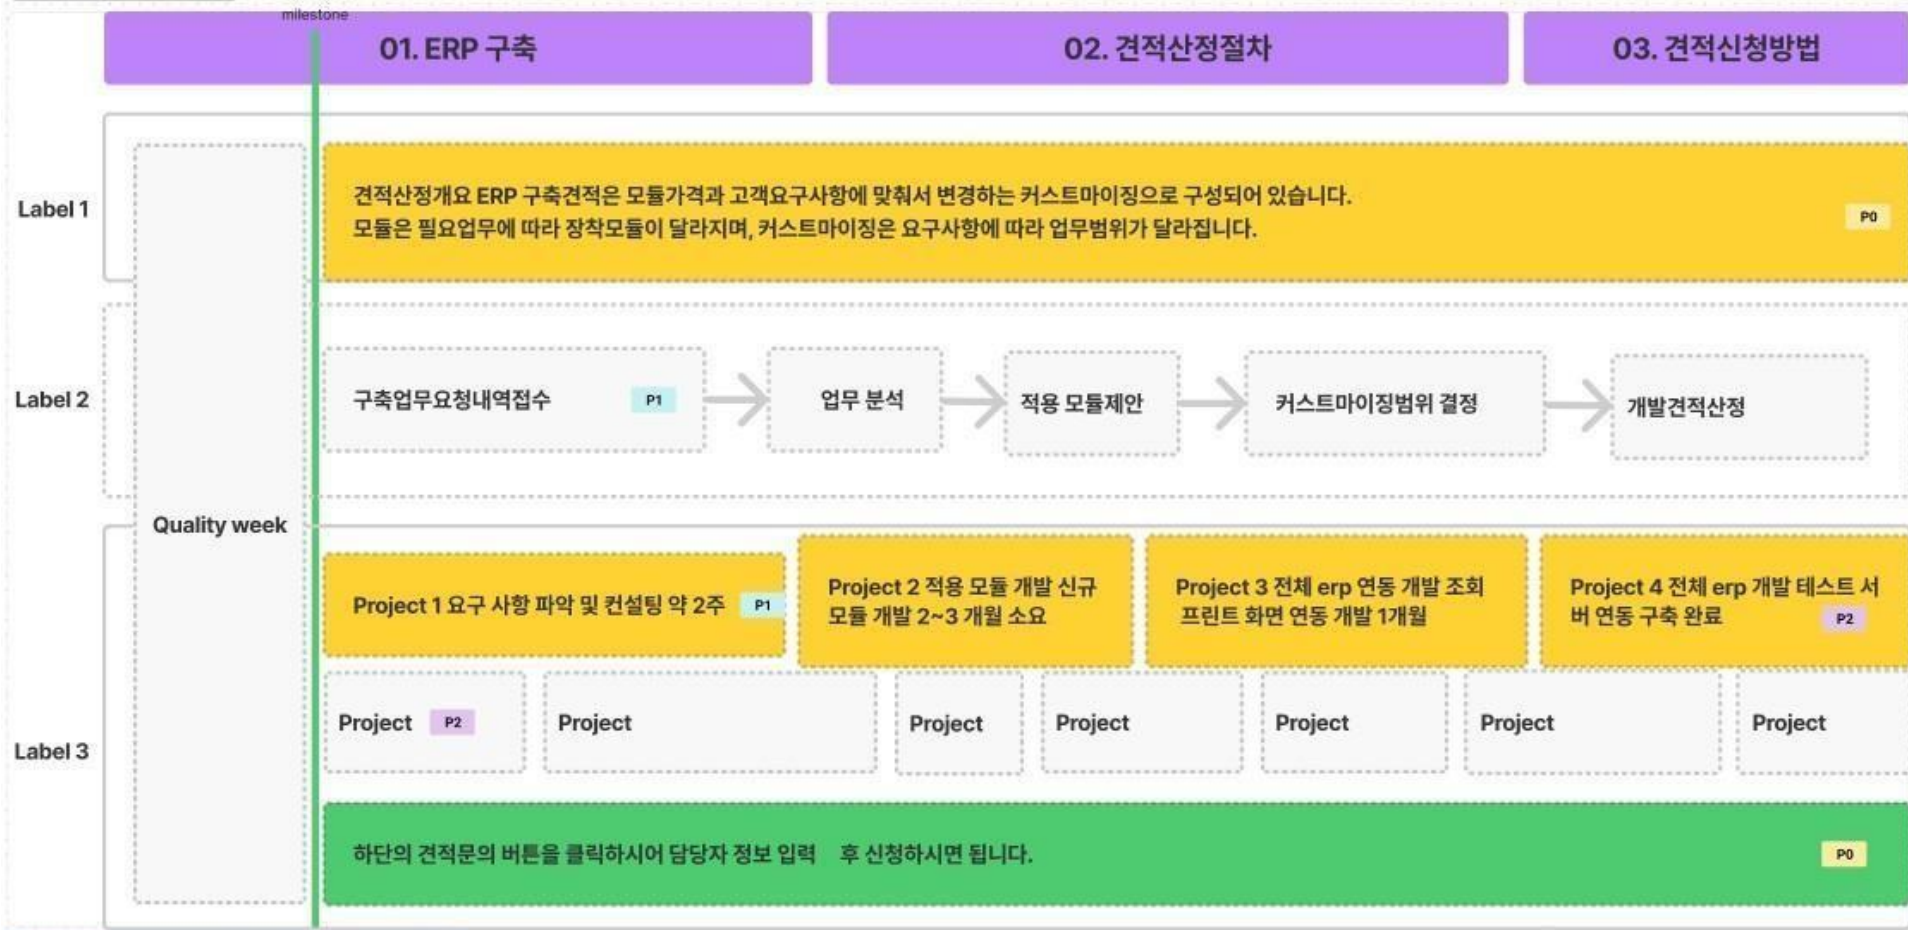 milestone
01. ERP 구축
02. 견적산정절차
03. 견적신청방법
Label 1
견적산정개요 ERP 구축견적은 모듈가격과 고객요구사항에 맞춰서 변경하는 커스트마이징으로 구성되어 있습니다.
모듈은 필요업무에 따라 장착모듈이 달라지며, 커스트마이징은 요구사항에 따라 업무범위가 달라집니다.
P0
Label 2
구축업무요청내역접수
P1
업무 분석
적용 모듈제안
커스트마이징범위 결정
개발견적산정
Quality week
Label 3
Project 1 요구 사항 파악 및 컨설팅 약 2주
P1
Project 2 적용 모듈 개발 신규
모듈 개발 2~3 개월 소요
Project 3 전체 erp 연동 개발 조회
프린트 화면 연동 개발 1개월
Project 4 전체 erp 개발 테스트 서
버 연동 구축 완료
P2
Project
P2
Project
Project
Project
Project
Project
Project
하단의 견적문의 버튼을 클릭하시어 담당자 정보 입력 후 신청하시면 됩니다.
P0